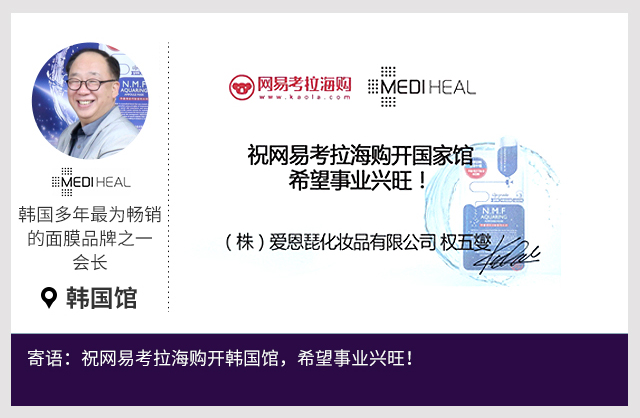 NMF
AQUARING
MEDIHEAL
韩国多年最为畅销
的面膜品牌之一
会长
韩国馆
网易考拉海购
www.kaola.com
MEDIHEAL
祝网易考拉海购开国家馆
希望事业兴旺！
（株）爱恩琵化妆品有限公司 权五燮
NMF
AQUARING
寄语：祝网易考拉海购开韩国馆，希望事业兴旺！